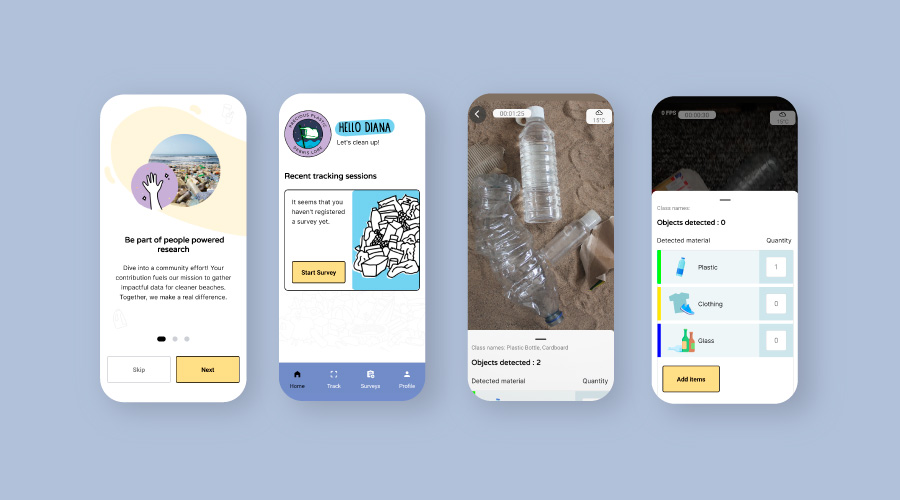 Be part of people powered
research
Dive into a community effort! Your
contribution fuels our mission to gather
impactful data for cleaner beaches.
Together, we make a real difference.
Skip
Next
PRECIOUS PLASTIC
DEBRIS LABS
HELLO DIANA
Let's clean up!
Recent tracking sessions
It seems that you
haven't registered
a survey yet.
Start Survey
Home
Track
Surveys
Profile
00:01:25
15°C
Class names: Plastic Bottle, Cardboard
Objects detected : 2
Detected material
Quantity
0 FPS
00:00:30
15°C
Class names:
Objects detected : 0
Detected material
Quantity
Plastic
1
Clothing
0
Glass
0
Add items